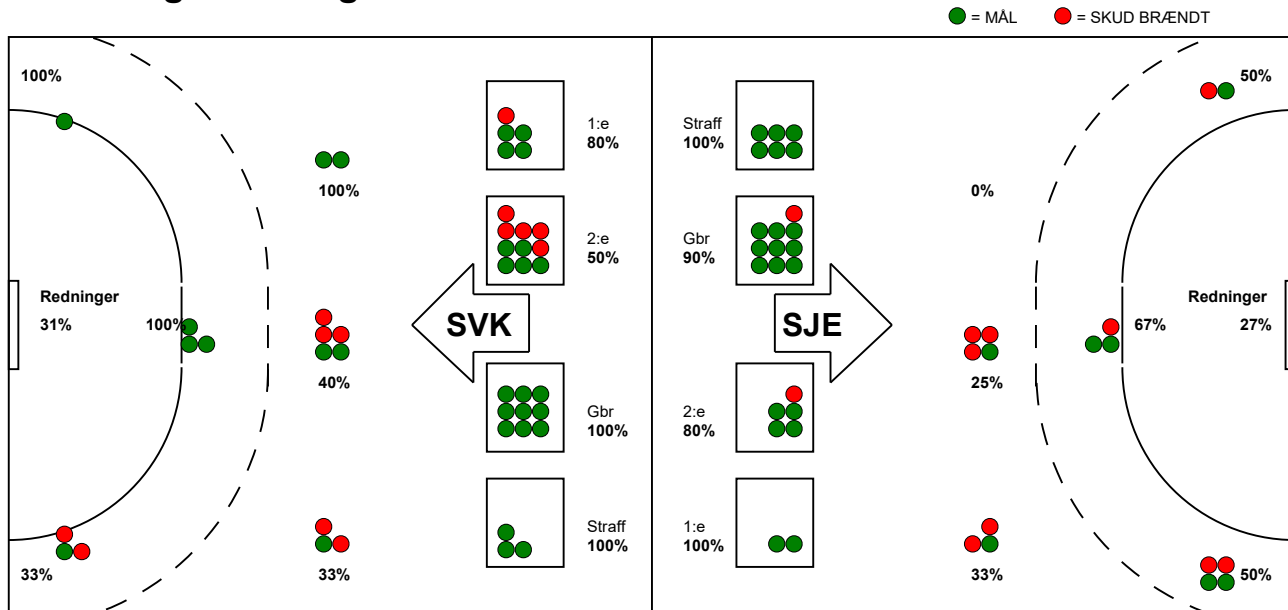 = MÅL
= SKUD BRÆNDT
100%
1:e
80%
100%
2:e
50%
Redninger
31%
100%
SVK
40%
Gbr
100%
Straff
100%
33%
33%
Straff
100%
50%
0%
Gbr
90%
SJE
Redninger
67%
27%
25%
2:e
80%
1:e
100%
33%
50%